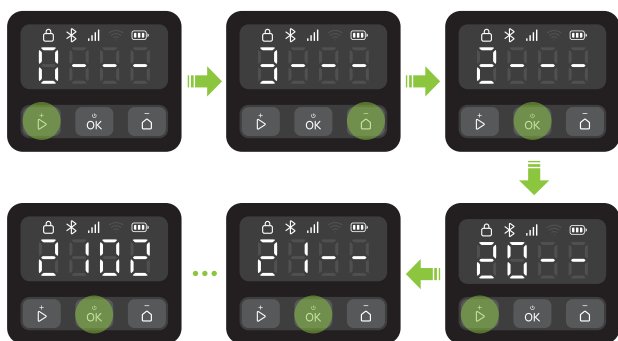 0---
+ OK −
3---
+ OK −
2---
+ OK −
20--
+ OK −
21--
+ OK −
2102
+ OK −